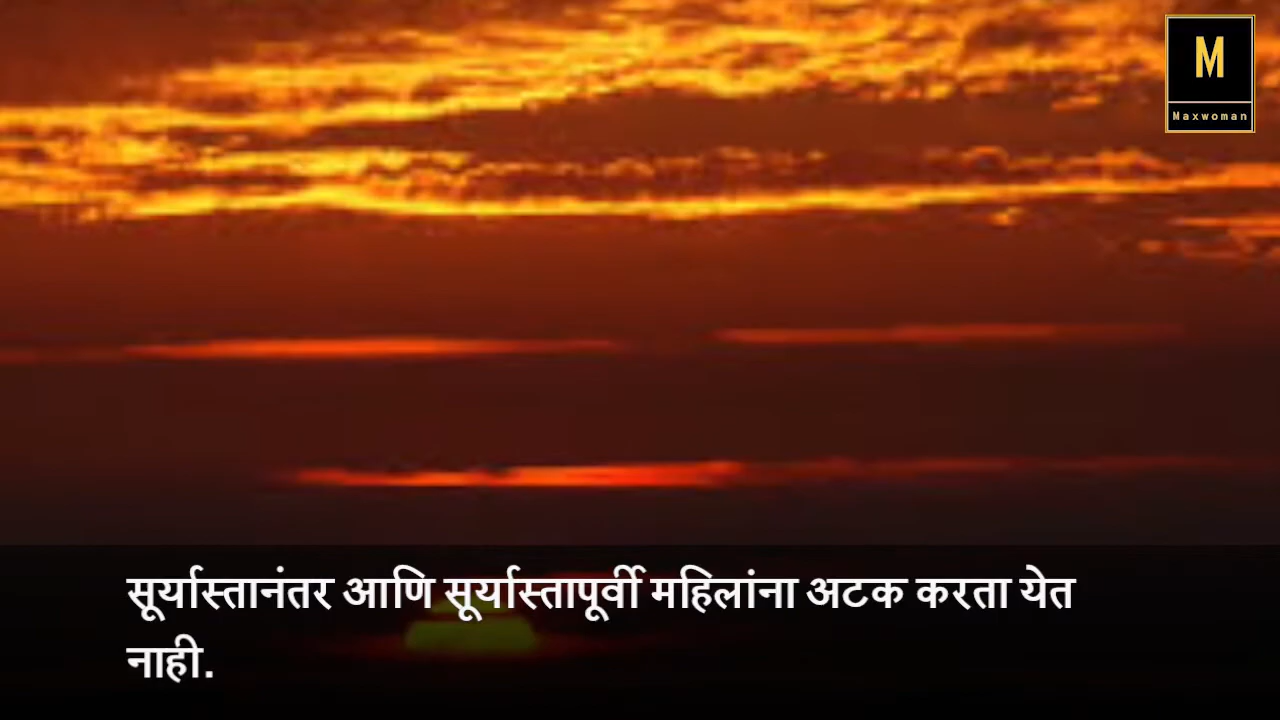 M
Maxwoman
सूर्यास्तानंतर आणि सूर्यास्तापूर्वी महिलांना अटक करता येत
नाही.